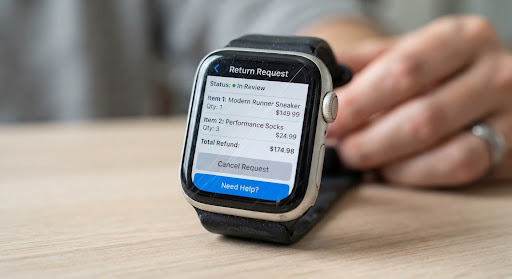 Return Request
Status: In Review
Item 1: Modern Runner Sneaker
Qty: 1 $149.99
Item 2: Performance Socks
Qty: 3 $24.99
Total Refund: $174.98
Cancel Request
Need Help?